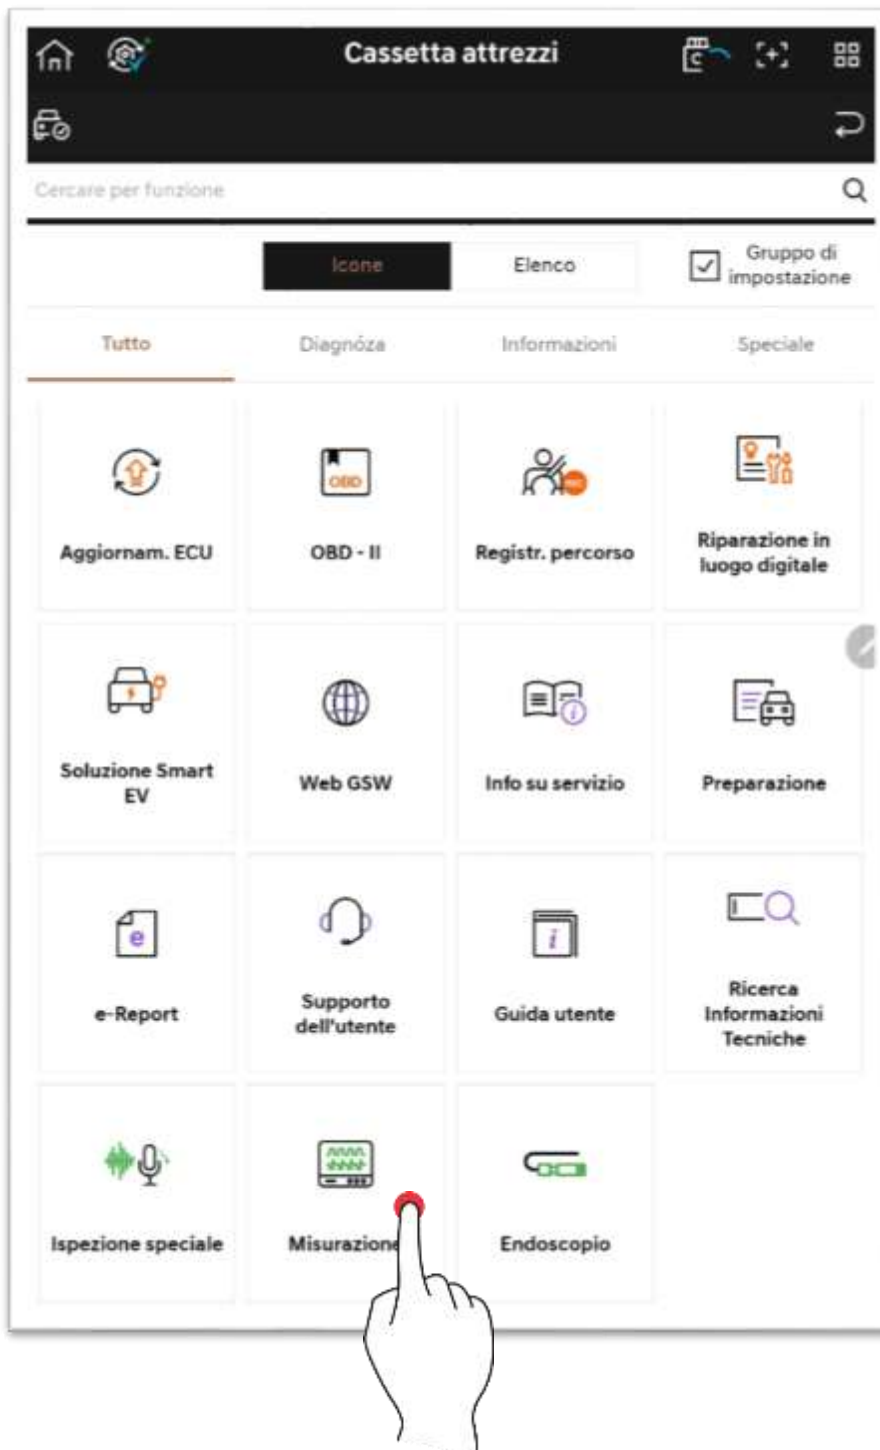 Cassetta attrezzi
Cercare per funzione
Icone
Elenco
Gruppo di
impostazione
Tutto
Diagnóza
Informazioni
Speciale
OBD
REC
Aggiornam. ECU
OBD - II
Registr. percorso
Riparazione in
luogo digitale
Soluzione Smart
EV
Web GSW
Info su servizio
Preparazione
e-Report
Supporto
dell'utente
Guida utente
Ricerca
Informazioni
Tecniche
Ispezione speciale
Misurazione
Endoscopio